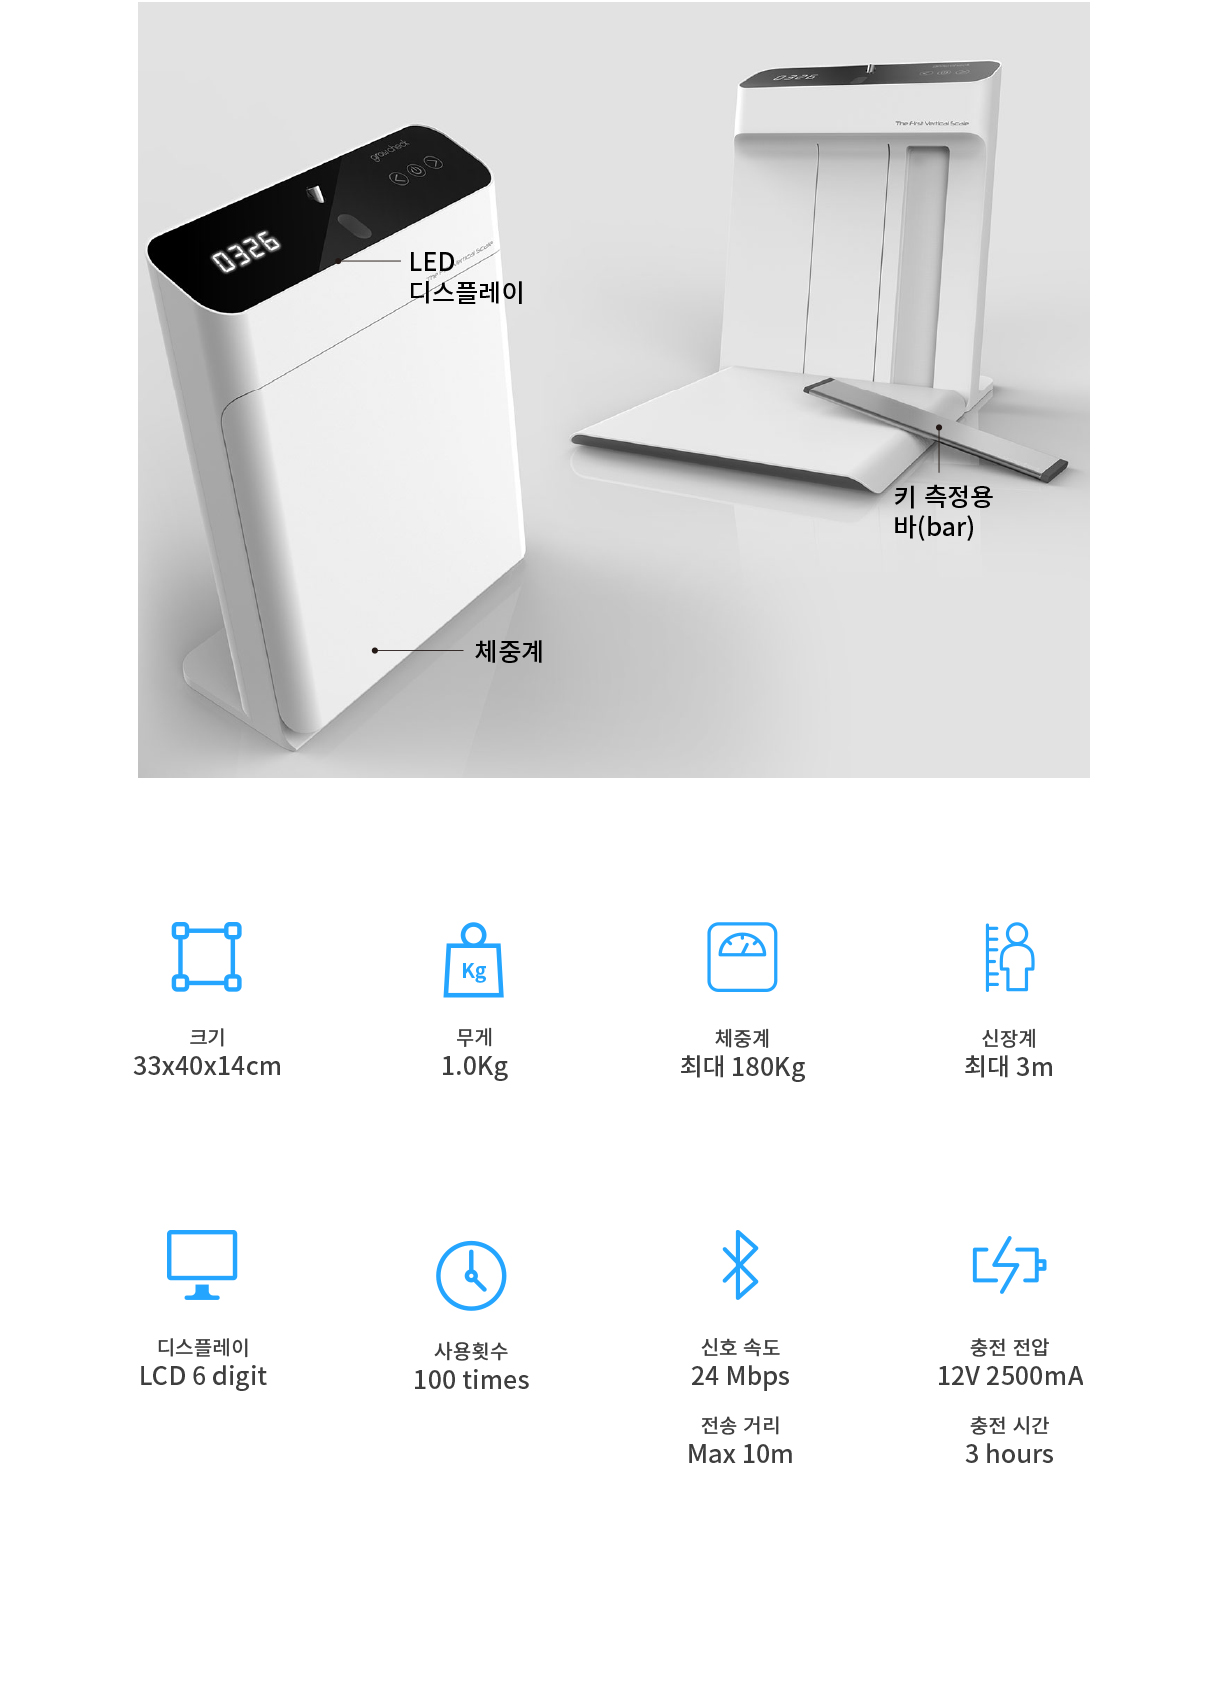 0326
growcheck
The First Vertical Scale
LED
디스플레이
체중계
0326
The First Vertical Scale
키 측정용
바(bar)
Kg
크기
33x40x14cm
무게
1.0Kg
체중계
최대 180Kg
신장계
최대 3m
디스플레이
LCD 6 digit
사용횟수
100 times
신호 속도
24 Mbps
전송 거리
Max 10m
충전 전압
12V 2500mA
충전 시간
3 hours